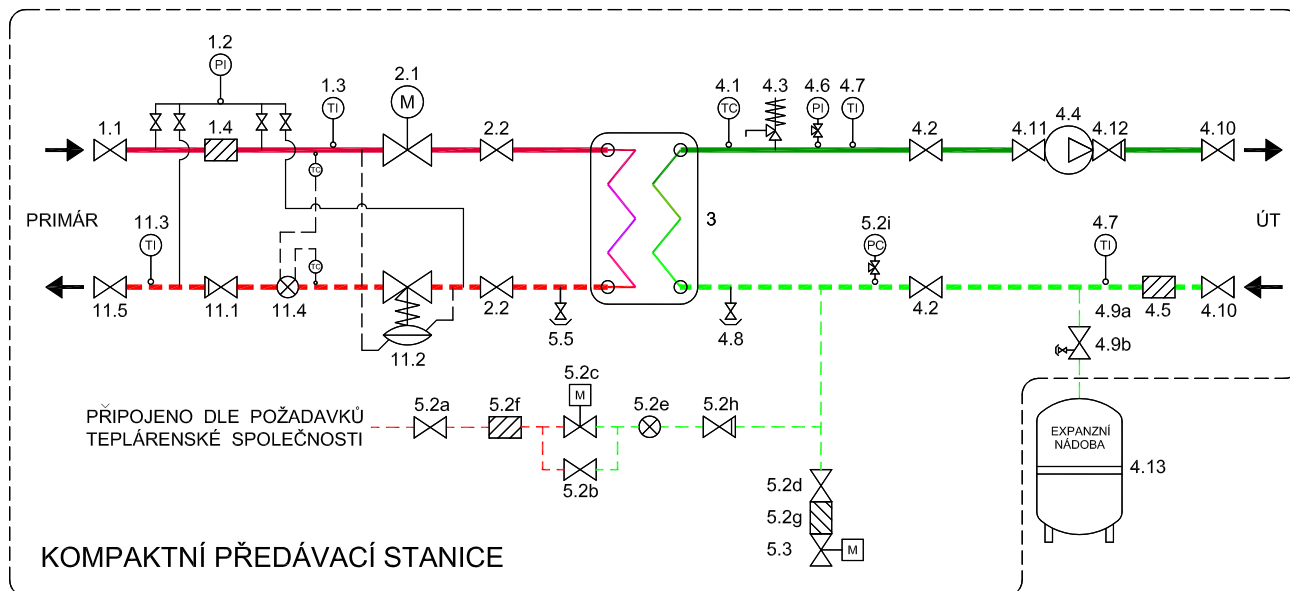 1.2
PI
1.3
TI
2.1
M
4.1
TC
4.3
4.6
PI
4.7
TI
1.1
1.4
2.2
4.2
4.11
4.4
4.12
4.10
TC
PRIMÁR
3
ÚT
11.3
TI
TC
5.2i
PC
4.7
TI
11.5
11.1
11.4
11.2
2.2
5.5
4.8
4.2
4.9a
4.5
4.10
4.9b
5.2c
M
PŘIPOJENO DLE POŽADAVKŮ
TEPLÁRENSKÉ SPOLEČNOSTI
5.2a
5.2f
5.2e
5.2h
5.2b
EXPANZNÍ
NÁDOBA
4.13
5.2d
5.2g
5.3
M
KOMPAKTNÍ PŘEDÁVACÍ STANICE